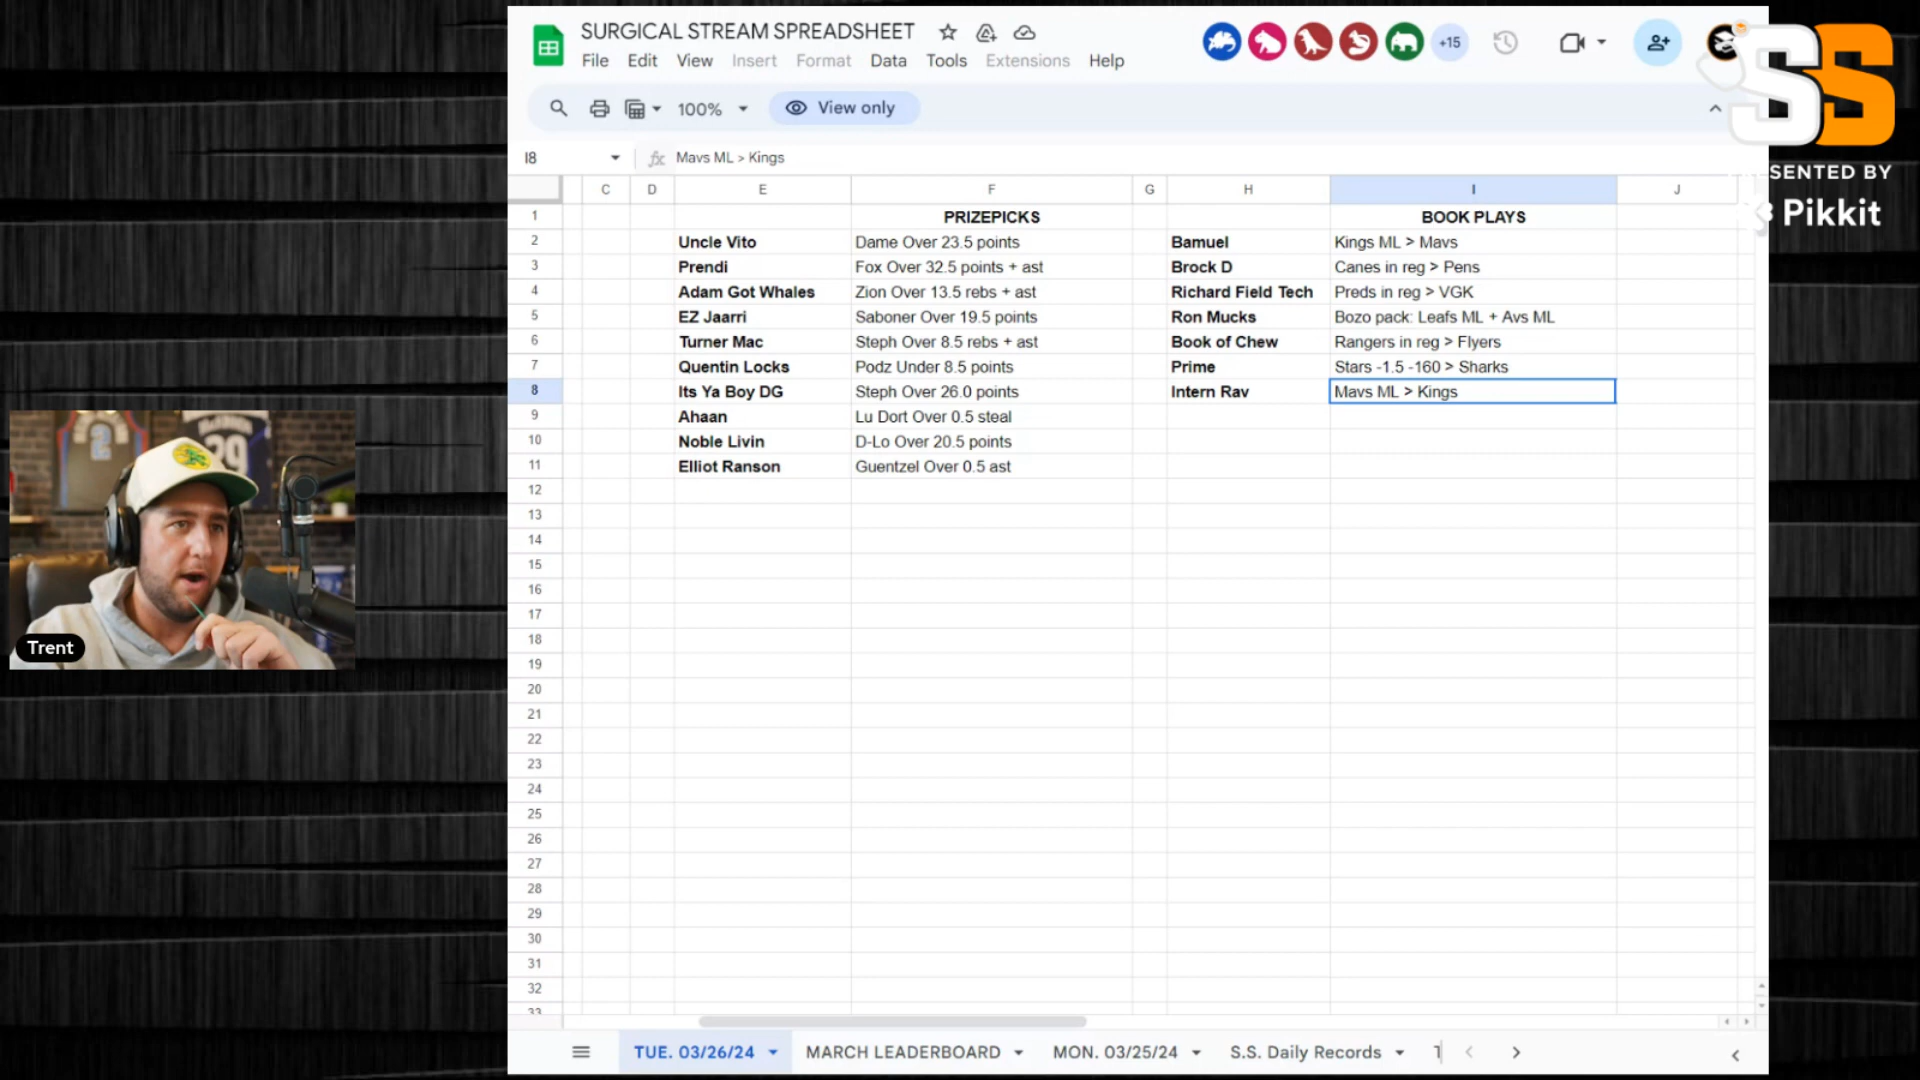 SURGICAL STREAM SPREADSHEET
File Edit View Insert Format Data Tools Extensions Help
+15
100% View only
I8 fx Mavs ML > Kings
SS
PRESENTED BY
Pikkit
C D E F G H I J
1 PRIZEPICKS BOOK PLAYS
2 Uncle Vito Dame Over 23.5 points Bamuel Kings ML > Mavs
3 Prendi Fox Over 32.5 points + ast Brock D Canes in reg > Pens
4 Adam Got Whales Zion Over 13.5 rebs + ast Richard Field Tech Preds in reg > VGK
5 EZ Jaarri Saboner Over 19.5 points Ron Mucks Bozo pack: Leafs ML + Avs ML
6 Turner Mac Steph Over 8.5 rebs + ast Book of Chew Rangers in reg > Flyers
7 Quentin Locks Podz Under 8.5 points Prime Stars -1.5 -160 > Sharks
8 Its Ya Boy DG Steph Over 26.0 points Intern Rav Mavs ML > Kings
9 Ahaan Lu Dort Over 0.5 steal
10 Noble Livin D-Lo Over 20.5 points
11 Elliot Ranson Guentzel Over 0.5 ast
12
13
14
15
16
17
18
19
20
21
22
23
24
25
26
27
28
29
30
31
32
33
2
29
Trent
TUE. 03/26/24 MARCH LEADERBOARD MON. 03/25/24 S.S. Daily Records